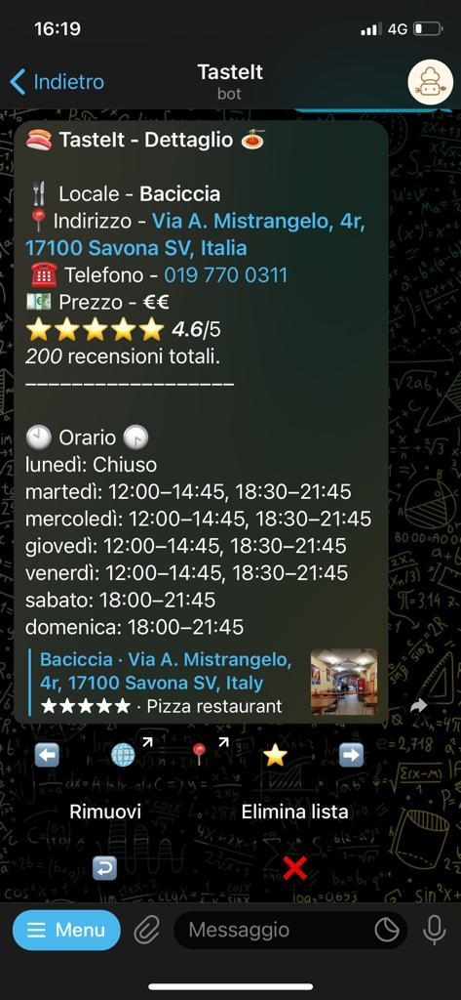 16:19
4G
Indietro
TasteIt
bot
TasteIt - Dettaglio
Locale - Baciccia
Indirizzo - Via A. Mistrangelo, 4r,
17100 Savona SV, Italia
Telefono - 019 770 0311
Prezzo - €€
4.6/5
200 recensioni totali.
––––––––––––––––––
Orario
lunedì: Chiuso
martedì: 12:00–14:45, 18:30–21:45
mercoledì: 12:00–14:45, 18:30–21:45
giovedì: 12:00–14:45, 18:30–21:45
venerdì: 12:00–14:45, 18:30–21:45
sabato: 18:00–21:45
domenica: 18:00–21:45
Baciccia · Via A. Mistrangelo,
4r, 17100 Savona SV, Italy
★★★★★ · Pizza restaurant
Rimuovi
Elimina lista
Menu
Messaggio